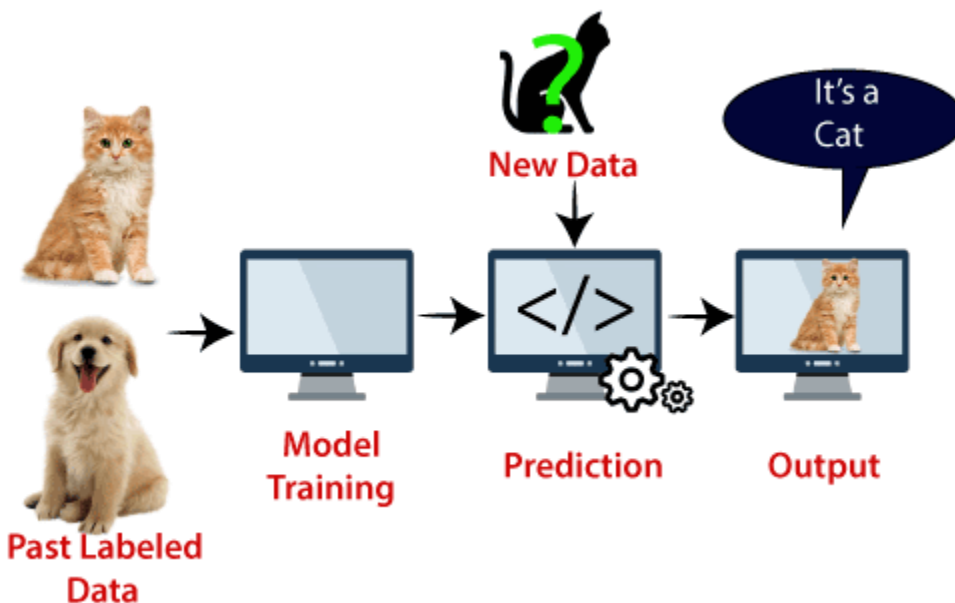 ?
New Data
It's a
Cat
</>
Model
Training
Prediction
Output
Past Labeled
Data